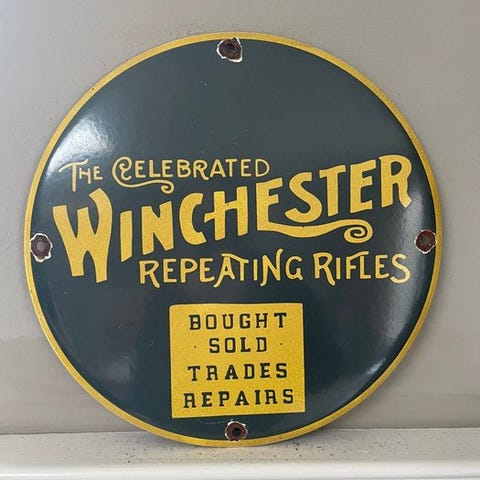 THE CELEBRATED
WINCHESTER
REPEATING RIFLES
BOUGHT
SOLD
TRADES
REPAIRS